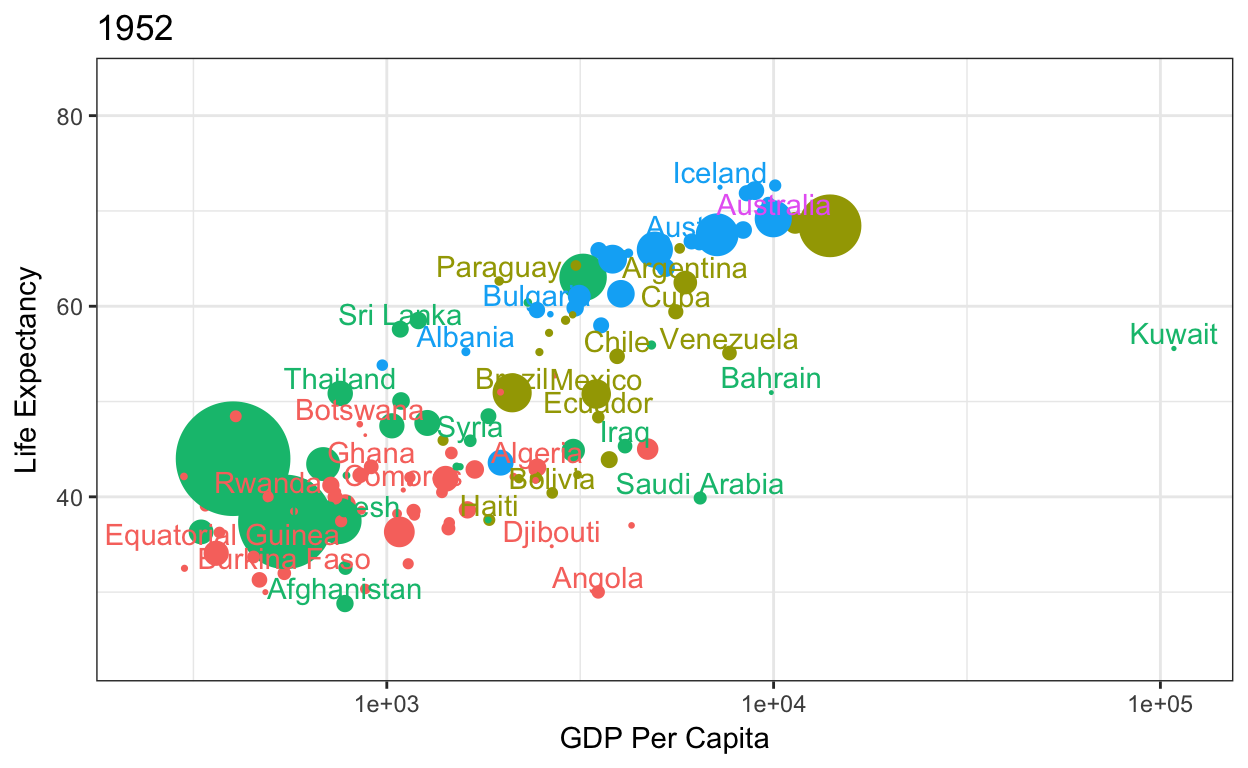 1952
80
60
40
Life Expectancy
Iceland
Australia
Aust
Paraguay
Argentina
Bulgaria
Cuba
Sri Lanka
Albania
Chile
Venezuela
Kuwait
Thailand
Brazil
Mexico
Bahrain
Botswana
Ecuador
Syria
Iraq
Ghana
Algeria
Comoros
Bolivia
Rwanda
Saudi Arabia
esh
Haiti
Equatorial Guinea
Djibouti
Burkina Faso
Afghanistan
Angola
1e+03
1e+04
1e+05
GDP Per Capita